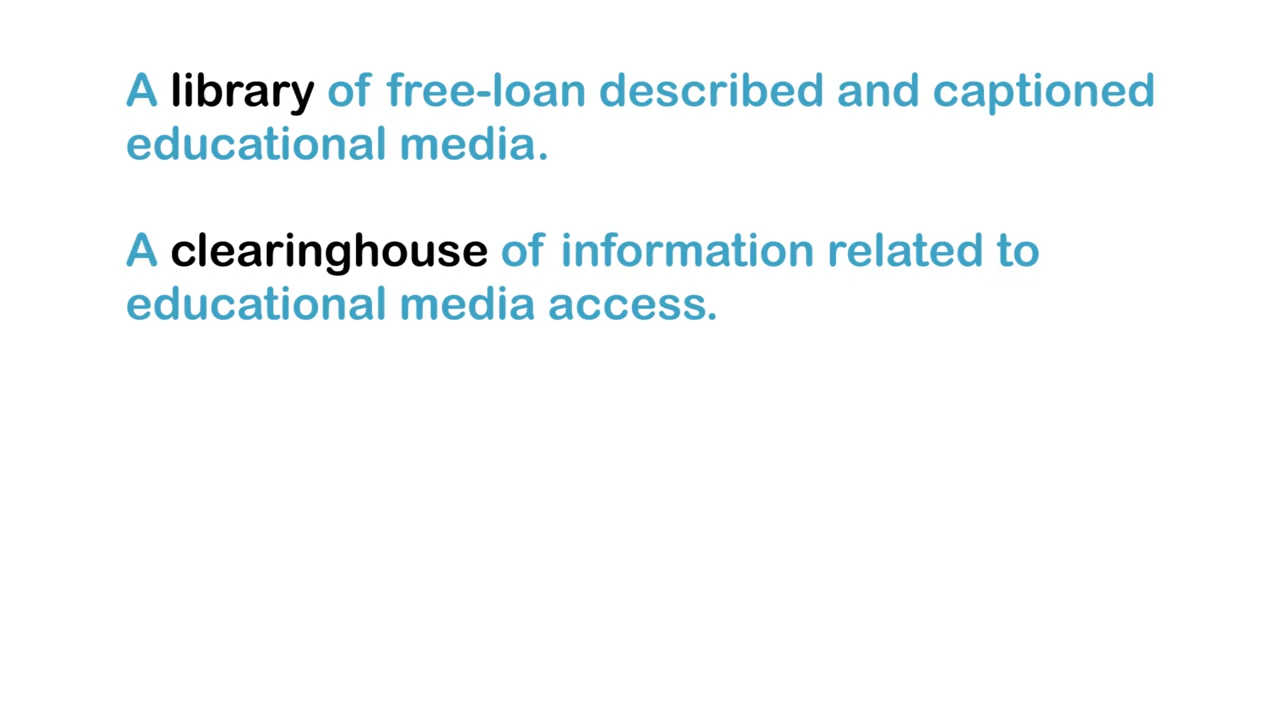 A library of free-loan described and captioned
educational media.
A clearinghouse of information related to
educational media access.